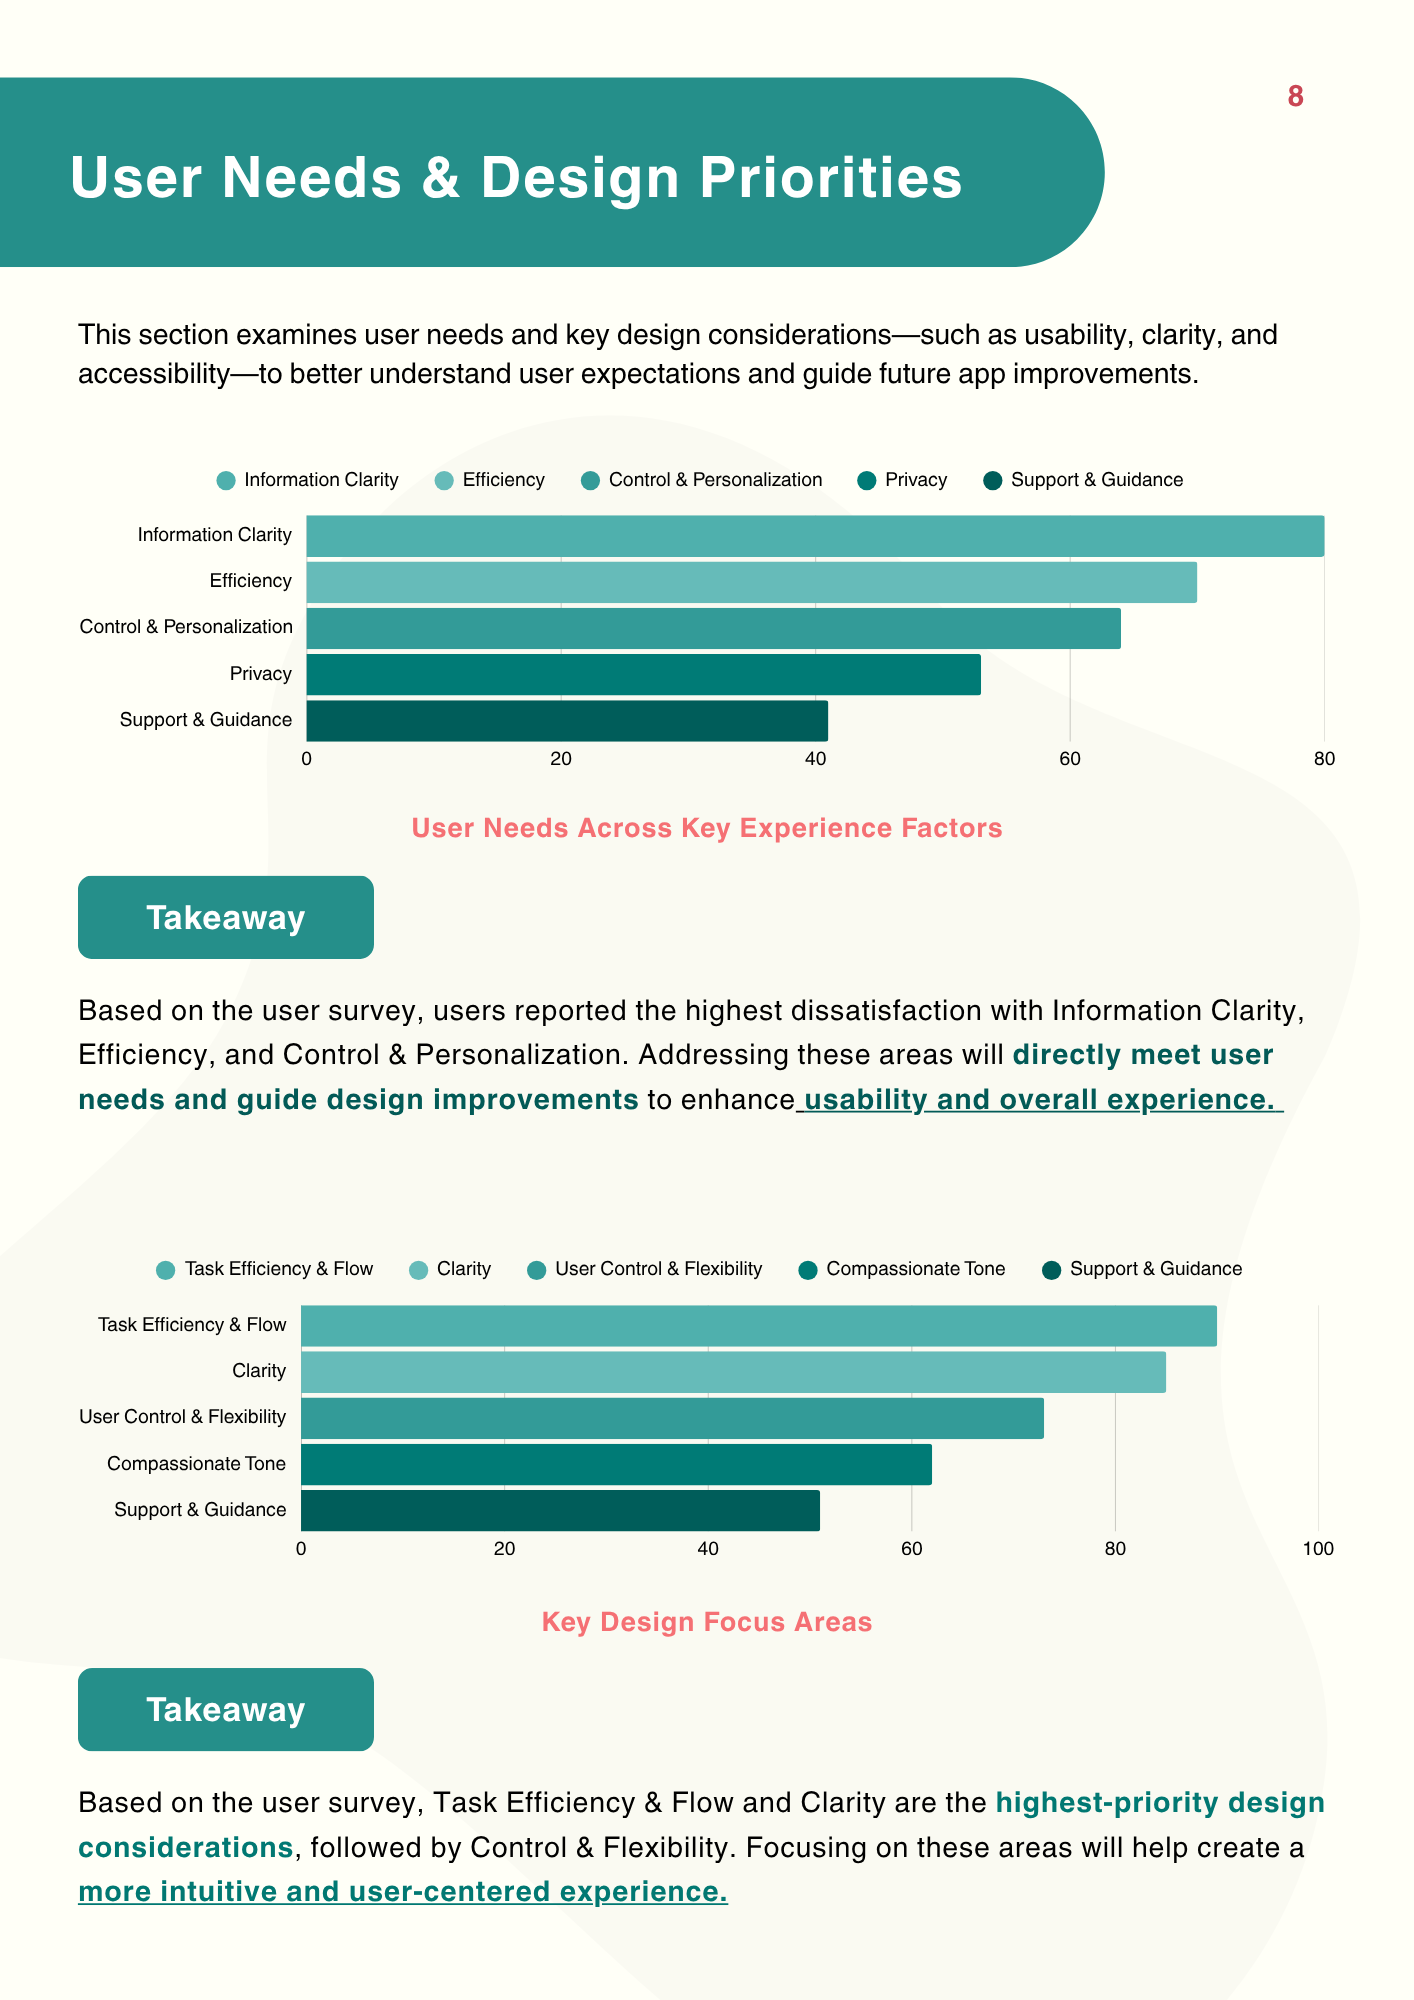 8
User Needs & Design Priorities
This section examines user needs and key design considerations—such as usability, clarity, and
accessibility—to better understand user expectations and guide future app improvements.
Information Clarity Efficiency Control & Personalization Privacy Support & Guidance
Information Clarity
Efficiency
Control & Personalization
Privacy
Support & Guidance
0 20 40 60 80
User Needs Across Key Experience Factors
Takeaway
Based on the user survey, users reported the highest dissatisfaction with Information Clarity,
Efficiency, and Control & Personalization. Addressing these areas will directly meet user
needs and guide design improvements to enhance usability and overall experience.
Task Efficiency & Flow Clarity User Control & Flexibility Compassionate Tone Support & Guidance
Task Efficiency & Flow
Clarity
User Control & Flexibility
Compassionate Tone
Support & Guidance
0 20 40 60 80 100
Key Design Focus Areas
Takeaway
Based on the user survey, Task Efficiency & Flow and Clarity are the highest-priority design
considerations, followed by Control & Flexibility. Focusing on these areas will help create a
more intuitive and user-centered experience.